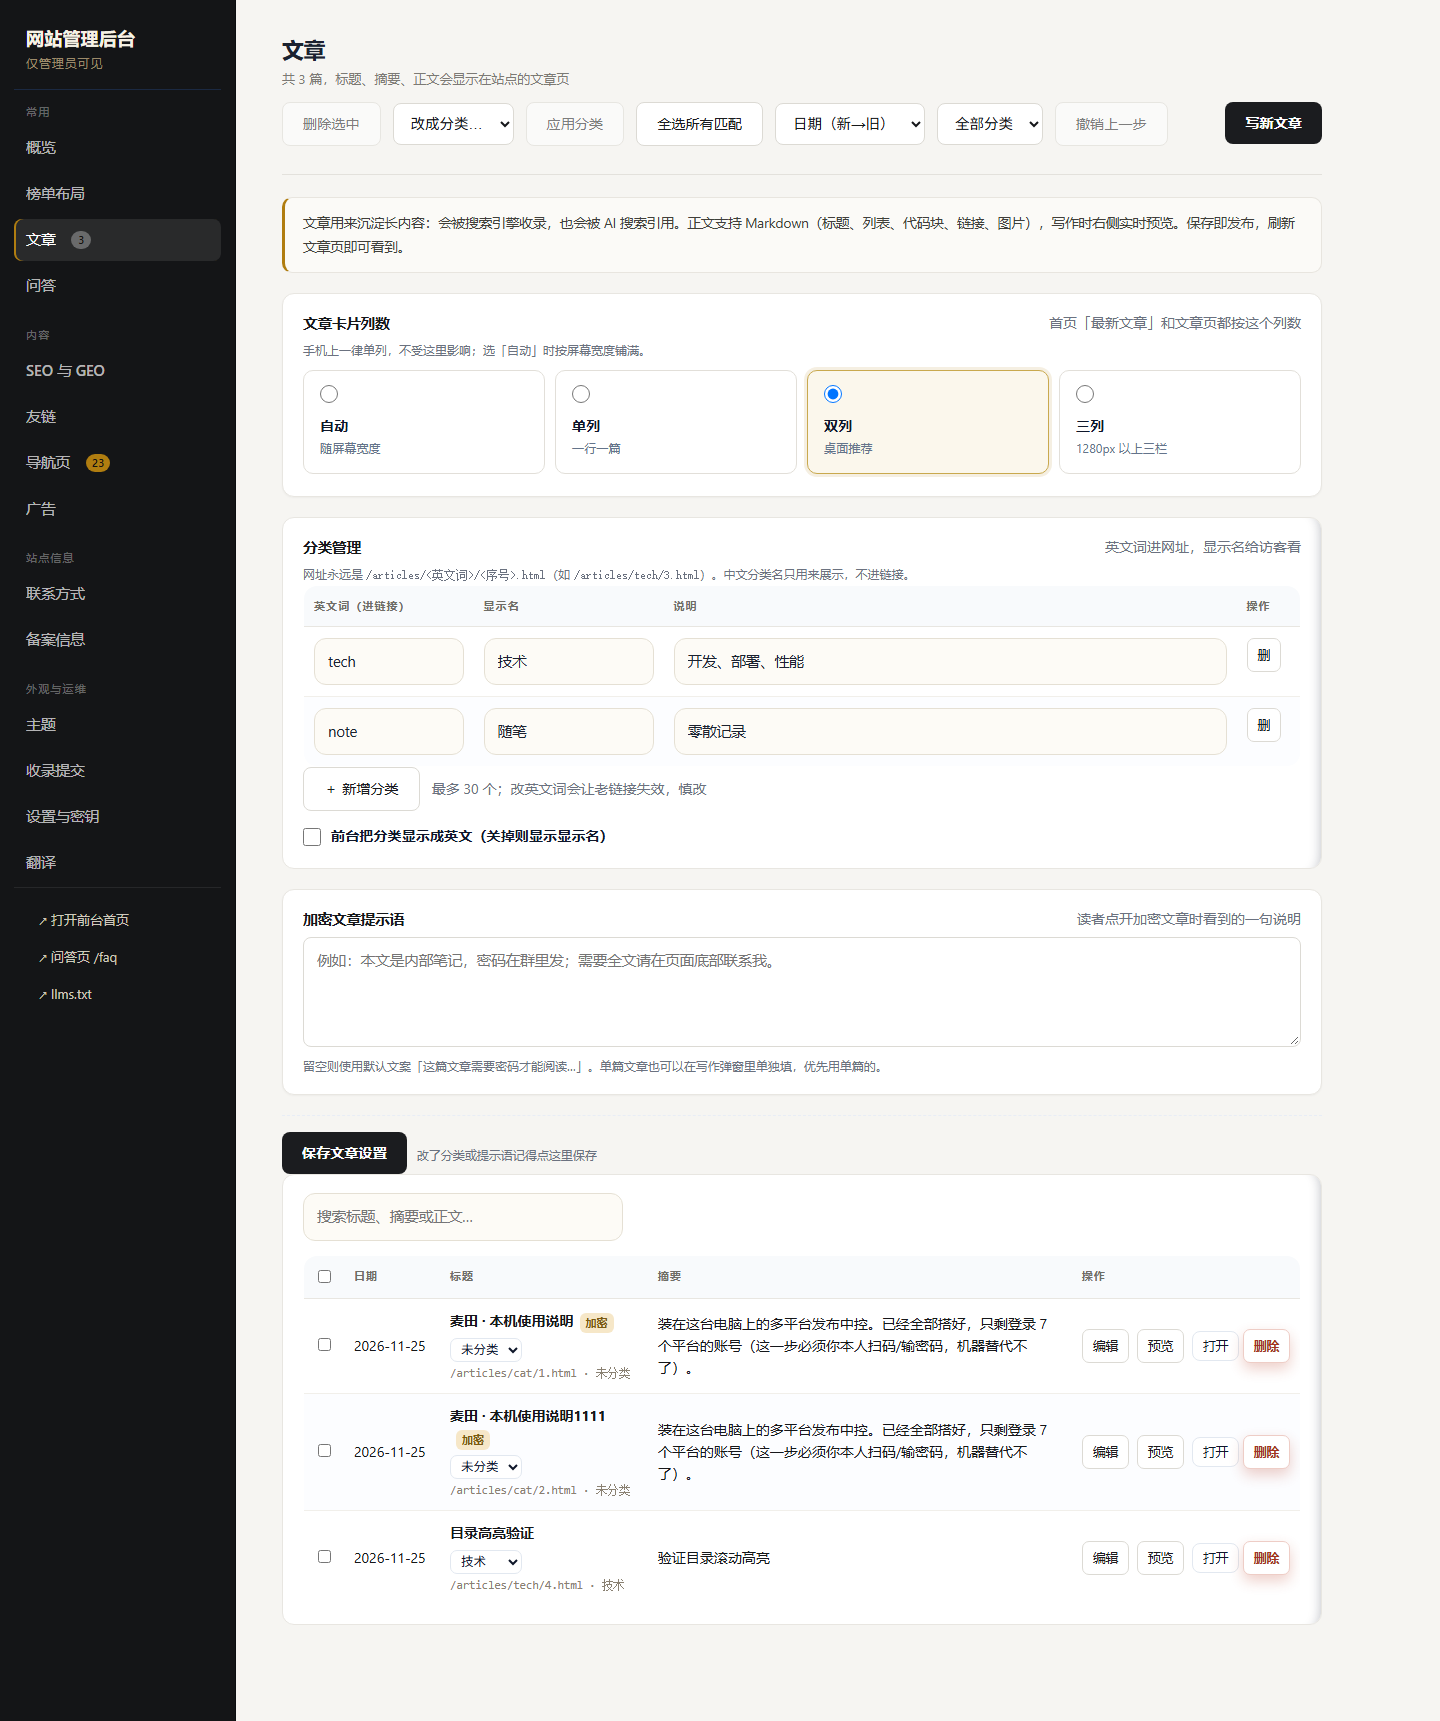 网站管理后台
仅管理员可见
常用
概览
榜单布局
文章 3
问答
内容
SEO 与 GEO
友链
导航页 23
广告
站点信息
联系方式
备案信息
外观与运维
主题
收录提交
设置与密钥
翻译
↗ 打开前台首页
↗ 问答页 /faq
↗ llms.txt
文章
共 3 篇，标题、摘要、正文会显示在站点的文章页
删除选中 改成分类... 应用分类 全选所有匹配 日期（新→旧） 全部分类 撤销上一步 写新文章
文章用来沉淀长内容：会被搜索引擎收录，也会被 AI 搜索引用。正文支持 Markdown（标题、列表、代码块、链接、图片），写作时右侧实时预览。保存即发布，刷新
文章页即可看到。
文章卡片列数 首页「最新文章」和文章页都按这个列数
手机上一律单列，不受这里影响；选「自动」时按屏幕宽度铺满。
自动 单列 双列 三列
随屏幕宽度 一行一篇 桌面推荐 1280px 以上三栏
分类管理 英文词进网址，显示名给访客看
网址永远是 /articles/<英文词>/<序号>.html（如 /articles/tech/3.html）。中文分类名只用来展示，不进链接。
英文词（进链接） 显示名 说明 操作
tech 技术 开发、部署、性能 删
note 随笔 零散记录 删
+ 新增分类 最多 30 个；改英文词会让老链接失效，慎改
前台把分类显示成英文（关掉则显示显示名）
加密文章提示语 读者点开加密文章时看到的一句说明
例如：本文是内部笔记，密码在群里发；需要全文请在页面底部联系我。
留空则使用默认文案「这篇文章需要密码才能阅读...」。单篇文章也可以在写作弹窗里单独填，优先用单篇的。
保存文章设置 改了分类或提示语记得点这里保存
搜索标题、摘要或正文...
日期 标题 摘要 操作
2026-11-25
麦田 · 本机使用说明 加密
未分类
/articles/cat/1.html · 未分类
装在这台电脑上的多平台发布中控。已经全部搭好，只剩登录 7
个平台的账号（这一步必须你本人扫码/输密码，机器替代不
了）。
编辑 预览 打开 删除
2026-11-25
麦田 · 本机使用说明1111
加密
未分类
/articles/cat/2.html · 未分类
装在这台电脑上的多平台发布中控。已经全部搭好，只剩登录 7
个平台的账号（这一步必须你本人扫码/输密码，机器替代不
了）。
编辑 预览 打开 删除
2026-11-25
目录高亮验证
技术
/articles/tech/4.html · 技术
验证目录滚动高亮
编辑 预览 打开 删除